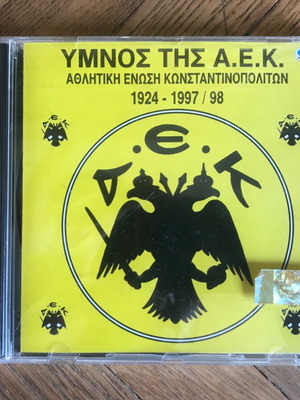 ΥΜΝΟΣ ΤΗΣ Α.Ε.Κ.
ΑΘΛΗΤΙΚΗ ΕΝΩΣΗ ΚΩΝΣΤΑΝΤΙΝΟΠΟΛΙΤΩΝ
1924 - 1997 / 98
Α.Ε.Κ
Α Ε Κ
Α Ε Κ
Α Ε Κ